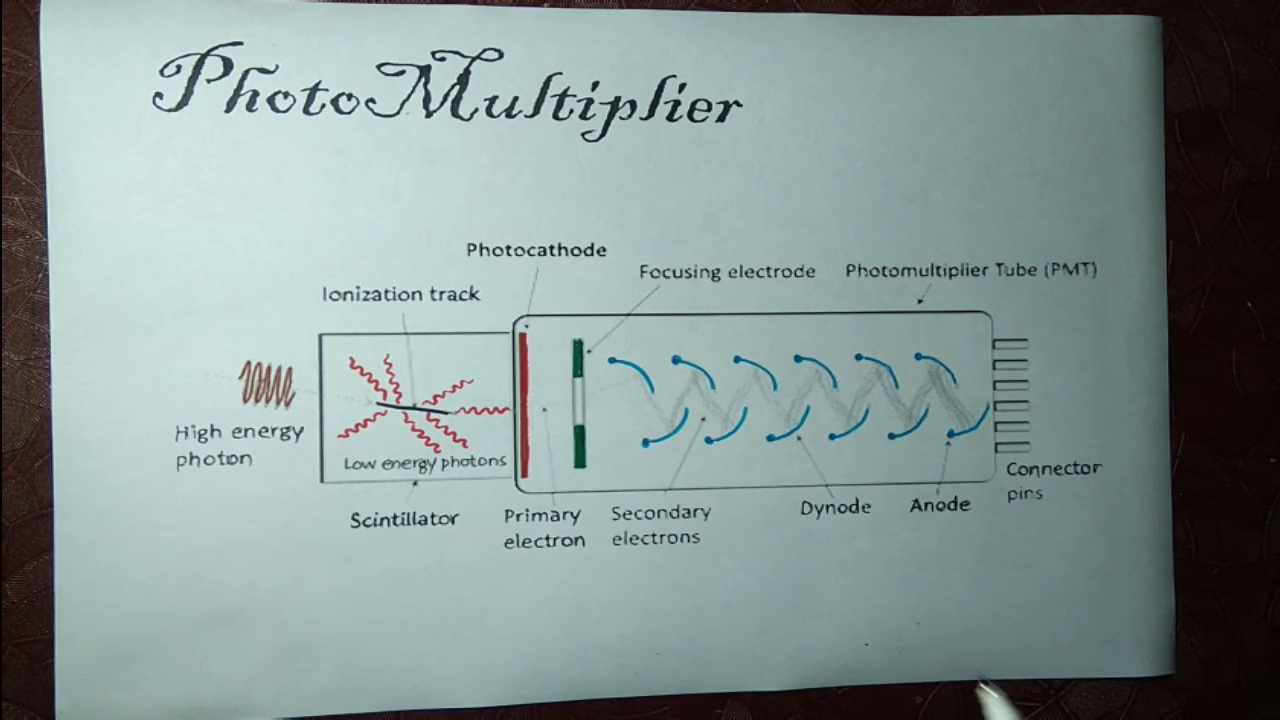 PhotoMultiplier
Photocathode
Focusing electrode
Photomultiplier Tube (PMT)
Ionization track
High energy
photon
Low energy photons
Connector
pins
Scintillator
Primary
electron
Secondary
electrons
Dynode
Anode